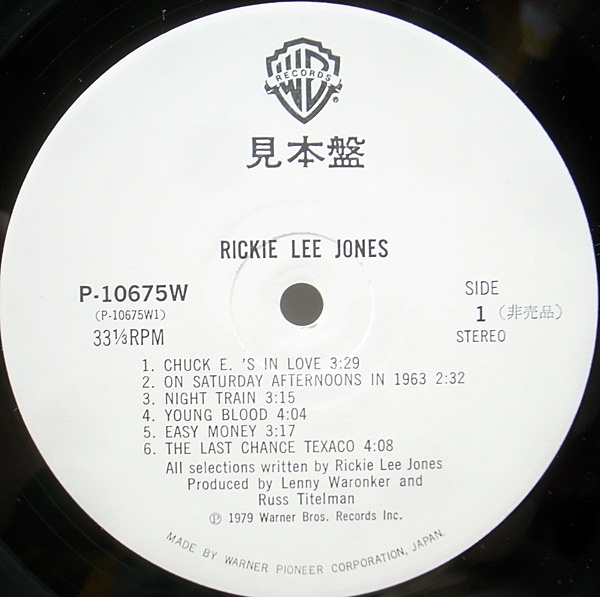 WB
RECORDS
®
見本盤
RICKIE LEE JONES
P-10675W
(P-10675W1)
33⅓RPM
SIDE
1 (非売品)
STEREO
1. CHUCK E. 'S IN LOVE 3:29
2. ON SATURDAY AFTERNOONS IN 1963 2:32
3. NIGHT TRAIN 3:15
4. YOUNG BLOOD 4:04
5. EASY MONEY 3:17
6. THE LAST CHANCE TEXACO 4:08
All selections written by Rickie Lee Jones
Produced by Lenny Waronker and
Russ Titelman
Ⓟ 1979 Warner Bros. Records Inc.
MADE BY WARNER PIONEER CORPORATION, JAPAN.